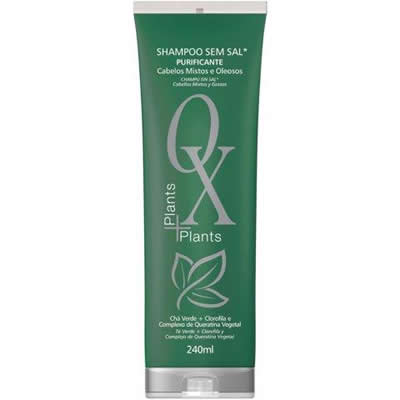 SHAMPOO SEM SAL*
PURIFICANTE
Cabelos Mistos e Oleosos
CHAMPÚ SIN SAL*
Cabellos Mixtos y Grasos
OX
Plants
+Plants
Chá Verde + Clorofila e
Complexo de Queratina Vegetal
Té Verde + Clorofila y
Complejo de Queratina Vegetal
240ml